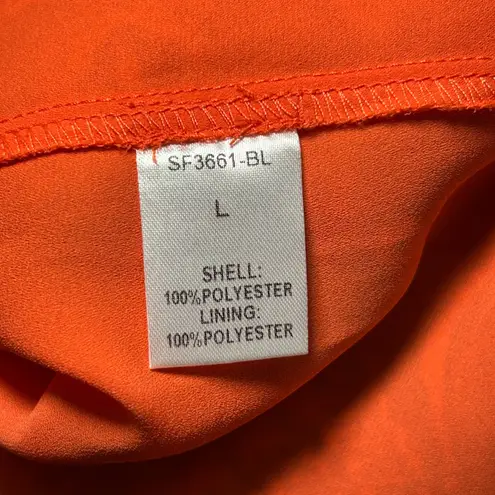 SF3661-BL
L
SHELL:
100%POLYESTER
LINING:
100%POLYESTER